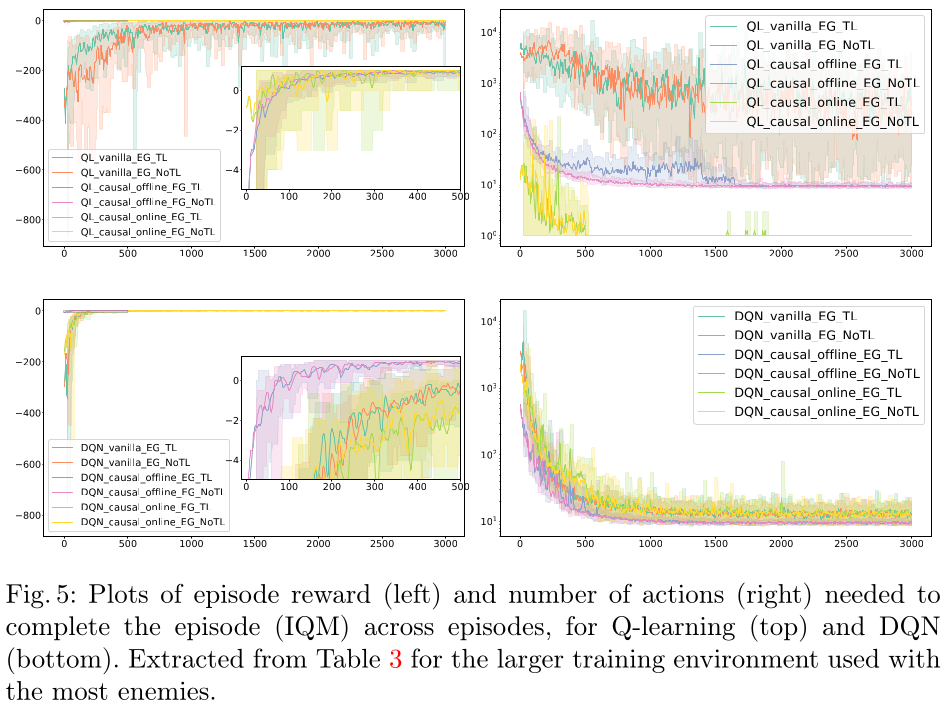 0
−200
−400
−600
−800
0 500 1000 1500 2000 2500 3000
0
−2
−4
0 100 200 300 400 500
QL_vanilla_EG_TL
QL_vanilla_EG_NoTL
QL_causal_offline_EG_TL
QL_causal_offline_EG_NoTL
QL_causal_online_EG_TL
QL_causal_online_EG_NoTL
10⁴
10³
10²
10¹
10⁰
0 500 1000 1500 2000 2500 3000
QL_vanilla_EG_TL
QL_vanilla_EG_NoTL
QL_causal_offline_EG_TL
QL_causal_offline_EG_NoTL
QL_causal_online_EG_TL
QL_causal_online_EG_NoTL
0
−200
−400
−600
−800
0 500 1000 1500 2000 2500 3000
0
−2
−4
0 100 200 300 400 500
DQN_vanilla_EG_TL
DQN_vanilla_EG_NoTL
DQN_causal_offline_EG_TL
DQN_causal_offline_EG_NoTL
DQN_causal_online_EG_TL
DQN_causal_online_EG_NoTL
10⁴
10³
10²
10¹
0 500 1000 1500 2000 2500 3000
DQN_vanilla_EG_TL
DQN_vanilla_EG_NoTL
DQN_causal_offline_EG_TL
DQN_causal_offline_EG_NoTL
DQN_causal_online_EG_TL
DQN_causal_online_EG_NoTL
Fig. 5: Plots of episode reward (left) and number of actions (right) needed to
complete the episode (IQM) across episodes, for Q-learning (top) and DQN
(bottom). Extracted from Table 3 for the larger training environment used with
the most enemies.